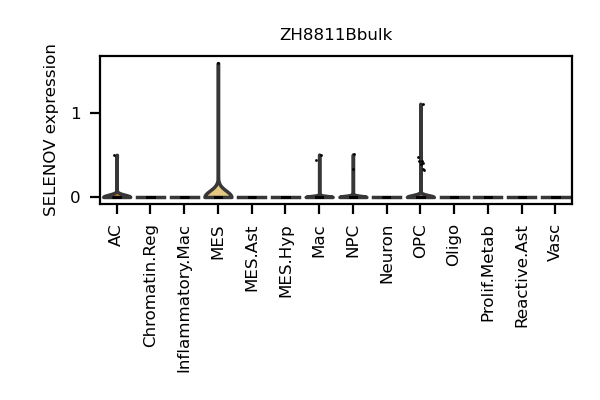 ZH8811Bbulk
SELENOV expression
1
0
AC
Chromatin.Reg
Inflammatory.Mac
MES
MES.Ast
MES.Hyp
Mac
NPC
Neuron
OPC
Oligo
Prolif.Metab
Reactive.Ast
Vasc